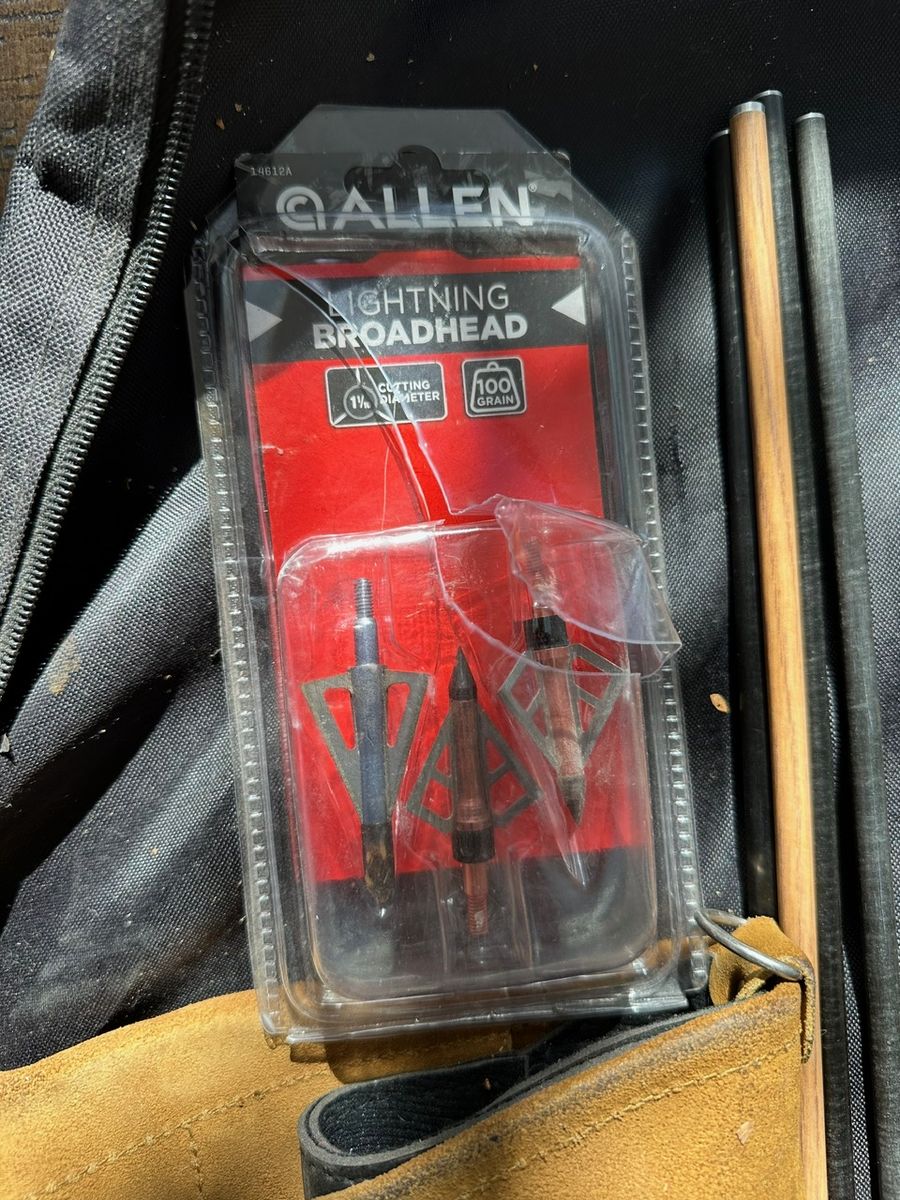 14612A
ALLEN®
LIGHTNING
BROADHEAD
CUTTING
DIAMETER
100
GRAIN